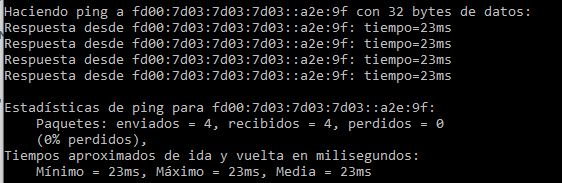 Haciendo ping a fd00:7d03:7d03:7d03::a2e:9f con 32 bytes de datos:
Respuesta desde fd00:7d03:7d03:7d03::a2e:9f: tiempo=23ms
Respuesta desde fd00:7d03:7d03:7d03::a2e:9f: tiempo=23ms
Respuesta desde fd00:7d03:7d03:7d03::a2e:9f: tiempo=23ms
Respuesta desde fd00:7d03:7d03:7d03::a2e:9f: tiempo=23ms
Estadísticas de ping para fd00:7d03:7d03:7d03::a2e:9f:
Paquetes: enviados = 4, recibidos = 4, perdidos = 0
(0% perdidos),
Tiempos aproximados de ida y vuelta en milisegundos:
Mínimo = 23ms, Máximo = 23ms, Media = 23ms